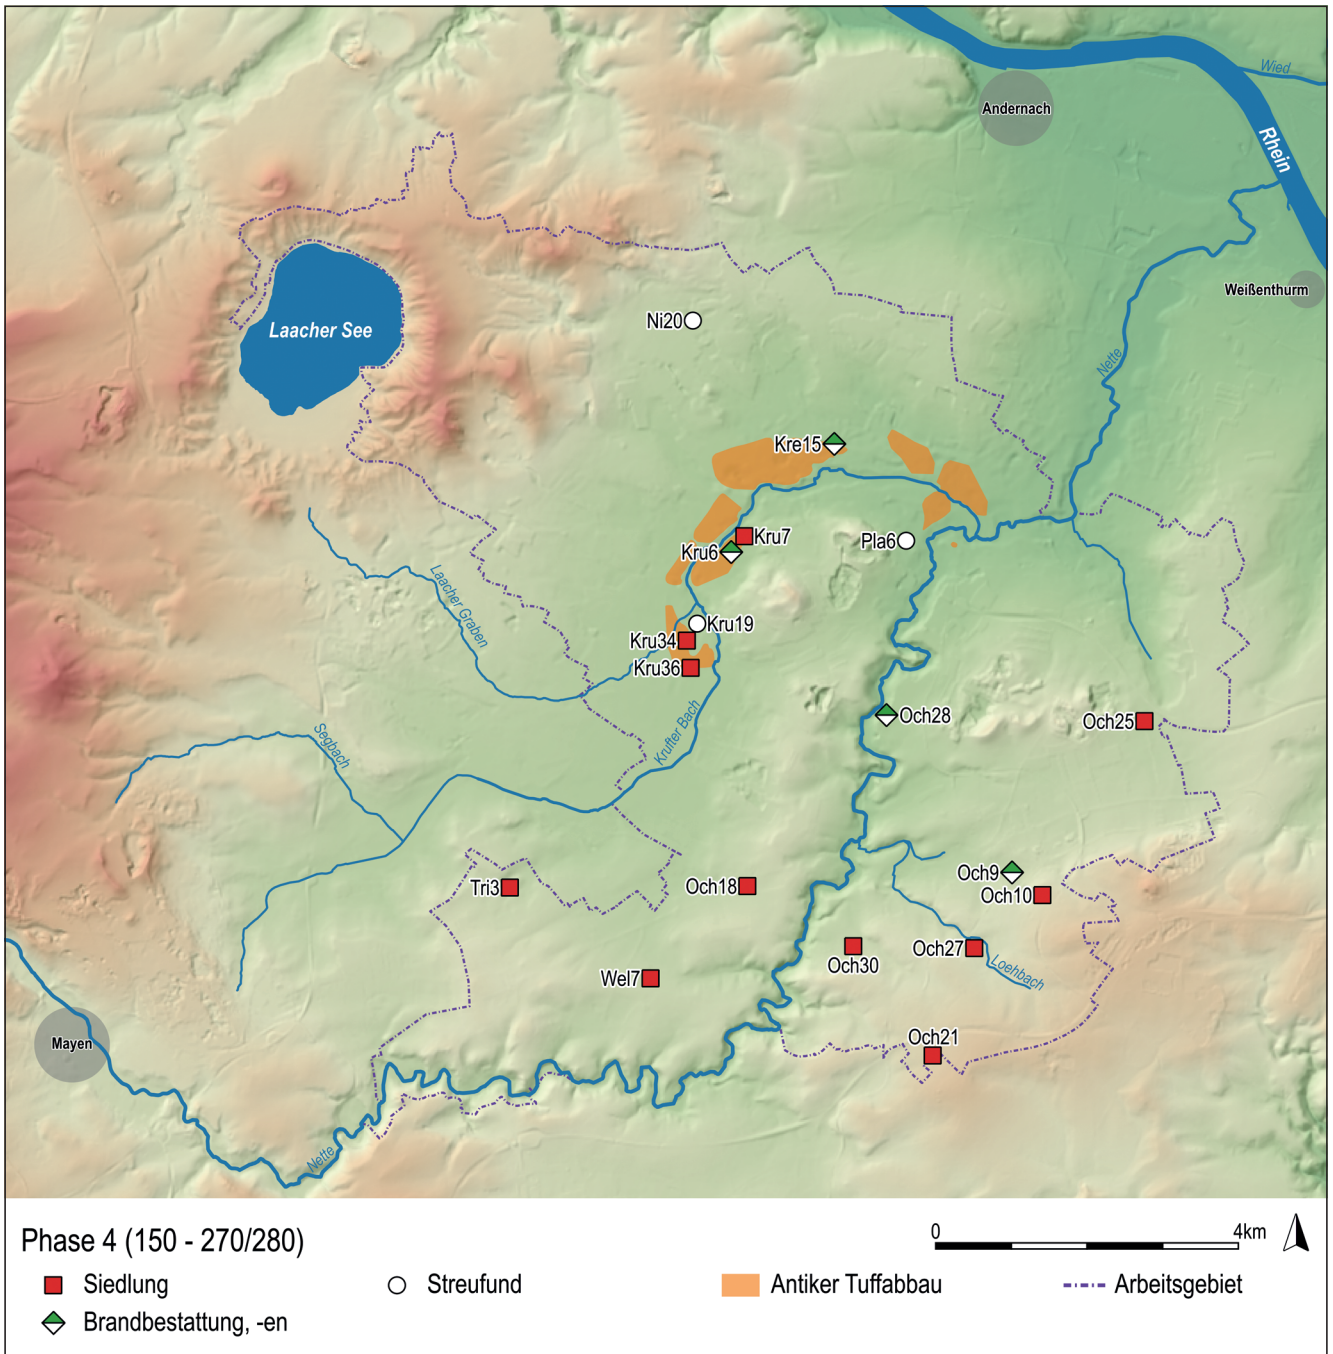 Wied
Andernach
Rhein
Weißenthurm
Laacher See
Ni20
Nette
Kre15
Kru7
Pla6
Kru6
Laacher Graben
Kru19
Kru34
Kru36
Och28
Och25
Krufter Bach
Segbach
Och9
Tri3
Och18
Och10
Och27
Och30
Loehbach
Wel7
Mayen
Och21
Nette
Phase 4 (150 - 270/280)
0 4km
Siedlung
Streufund
Antiker Tuffabbau
Arbeitsgebiet
Brandbestattung, -en